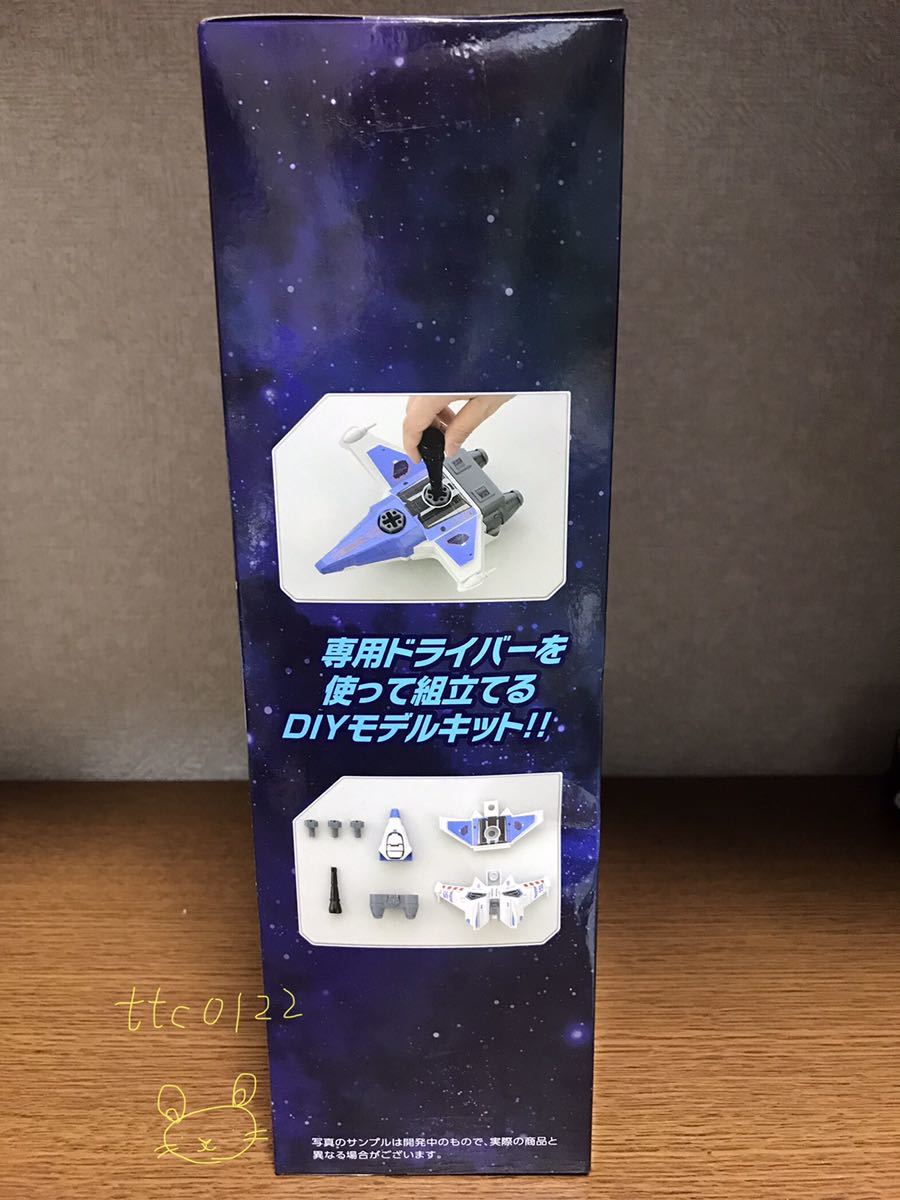 専用ドライバーを
使って組立てる
DIYモデルキット!!
ttc0122
写真のサンプルは開発中のもので、実際の商品と
異なる場合がございます。